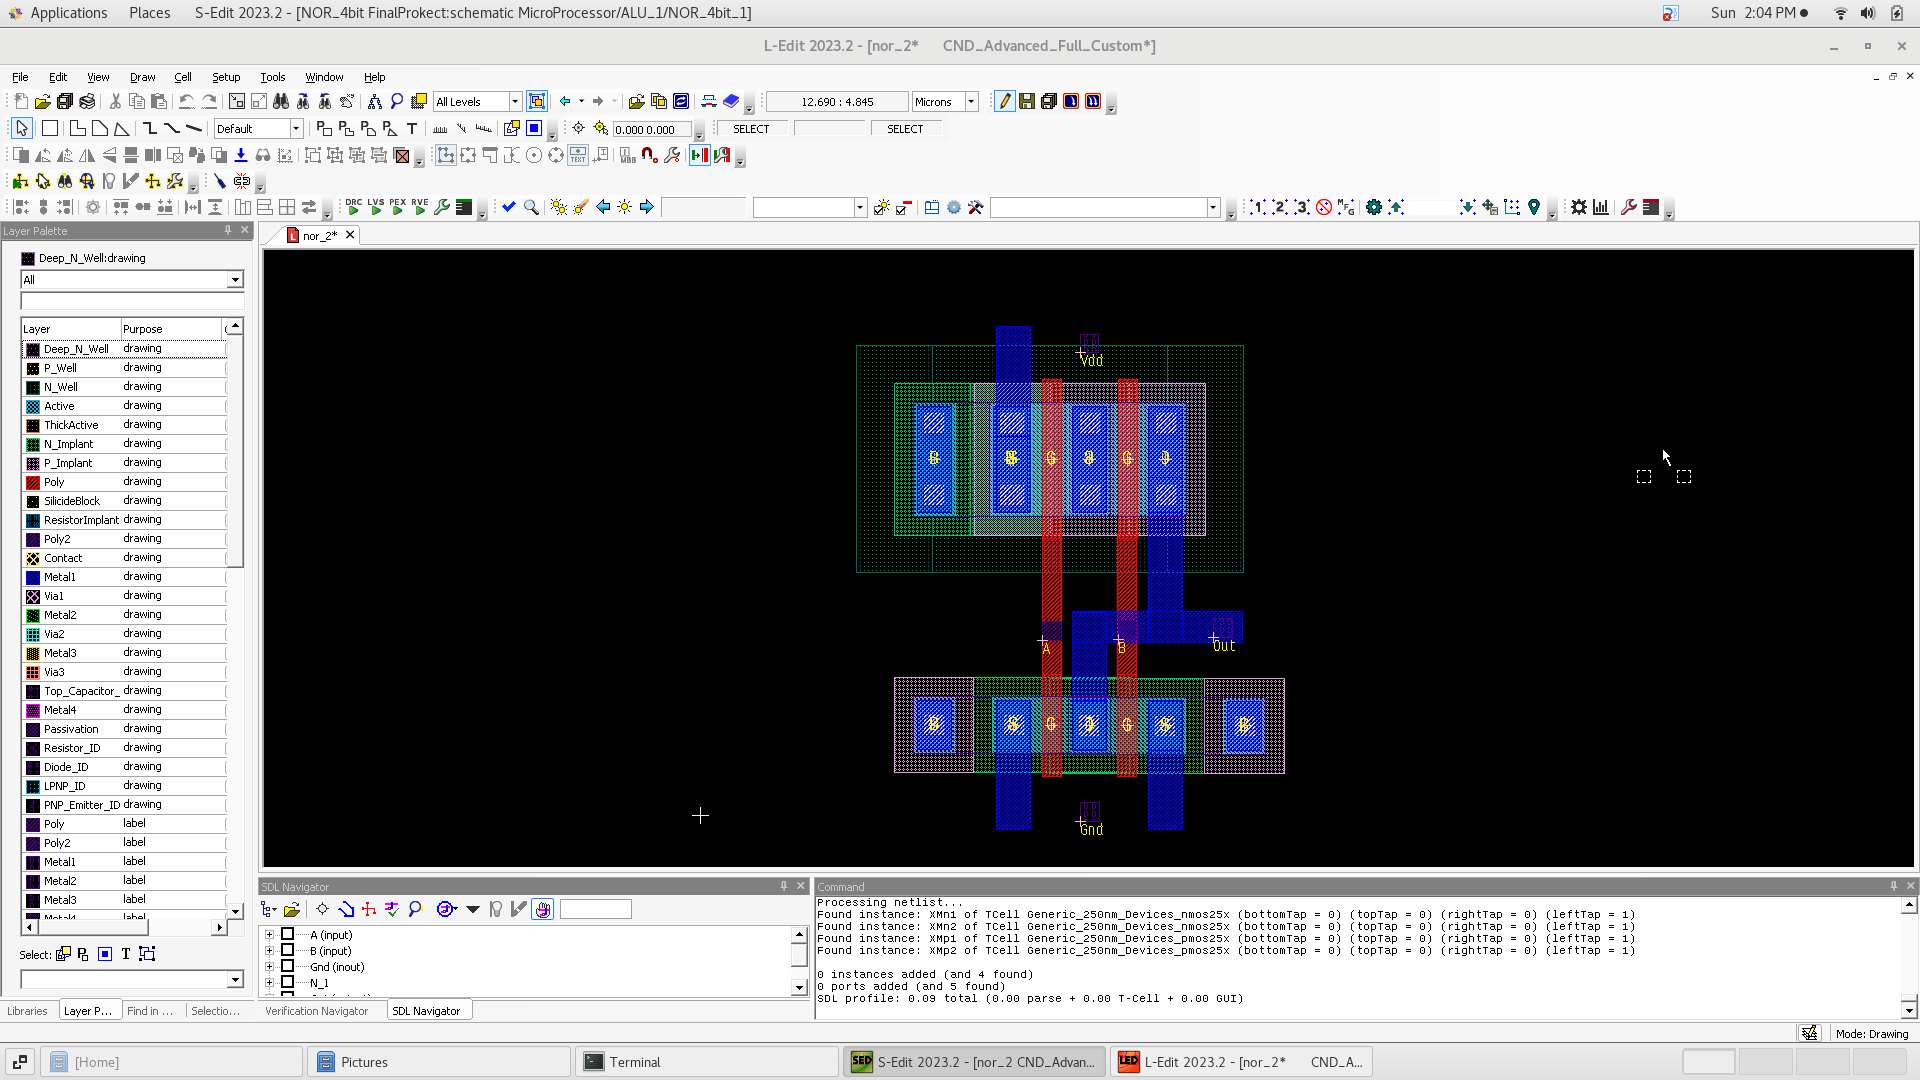 Applications Places S-Edit 2023.2 - [NOR_4bit FinalProkect:schematic MicroProcessor/ALU_1/NOR_4bit_1] Sun 2:04 PM
L-Edit 2023.2 - [nor_2* CND_Advanced_Full_Custom*]
File Edit View Draw Cell Setup Tools Window Help
All Levels 12.690 : 4.845 Microns
Default T 0.000 0.000 SELECT SELECT
TEXT MBB
DRC LVS PEX RVE 1 2 3
Layer Palette
nor_2*
Deep_N_Well:drawing
All
Layer Purpose
Deep_N_Well drawing
P_Well drawing
N_Well drawing
Active drawing
ThickActive drawing
N_Implant drawing
P_Implant drawing
Poly drawing
SilicideBlock drawing
ResistorImplant drawing
Poly2 drawing
Contact drawing
Metal1 drawing
Via1 drawing
Metal2 drawing
Via2 drawing
Metal3 drawing
Via3 drawing
Top_Capacitor_ drawing
Metal4 drawing
Passivation drawing
Resistor_ID drawing
Diode_ID drawing
LPNP_ID drawing
PNP_Emitter_ID drawing
Poly label
Poly2 label
Metal1 label
Metal2 label
Metal3 label
Metal4 label
Select: T
Libraries Layer P... Find in ... Selectio...
Vdd
G G
A B Out
B S G G S B
Gnd
SDL Navigator
A (input)
B (input)
Gnd (inout)
N_1
Verification Navigator SDL Navigator
Command
Processing netlist...
Found instance: XMn1 of TCell Generic_250nm_Devices_nmos25x (bottomTap = 0) (topTap = 0) (rightTap = 0) (leftTap = 1)
Found instance: XMn2 of TCell Generic_250nm_Devices_nmos25x (bottomTap = 0) (topTap = 0) (rightTap = 0) (leftTap = 1)
Found instance: XMp1 of TCell Generic_250nm_Devices_pmos25x (bottomTap = 0) (topTap = 0) (rightTap = 0) (leftTap = 1)
Found instance: XMp2 of TCell Generic_250nm_Devices_pmos25x (bottomTap = 0) (topTap = 0) (rightTap = 0) (leftTap = 1)
0 instances added (and 4 found)
0 ports added (and 5 found)
SDL profile: 0.09 total (0.00 parse + 0.00 T-Cell + 0.00 GUI)
Mode: Drawing
[Home] Pictures Terminal S-Edit 2023.2 - [nor_2 CND_Advan... L-Edit 2023.2 - [nor_2* CND_A...